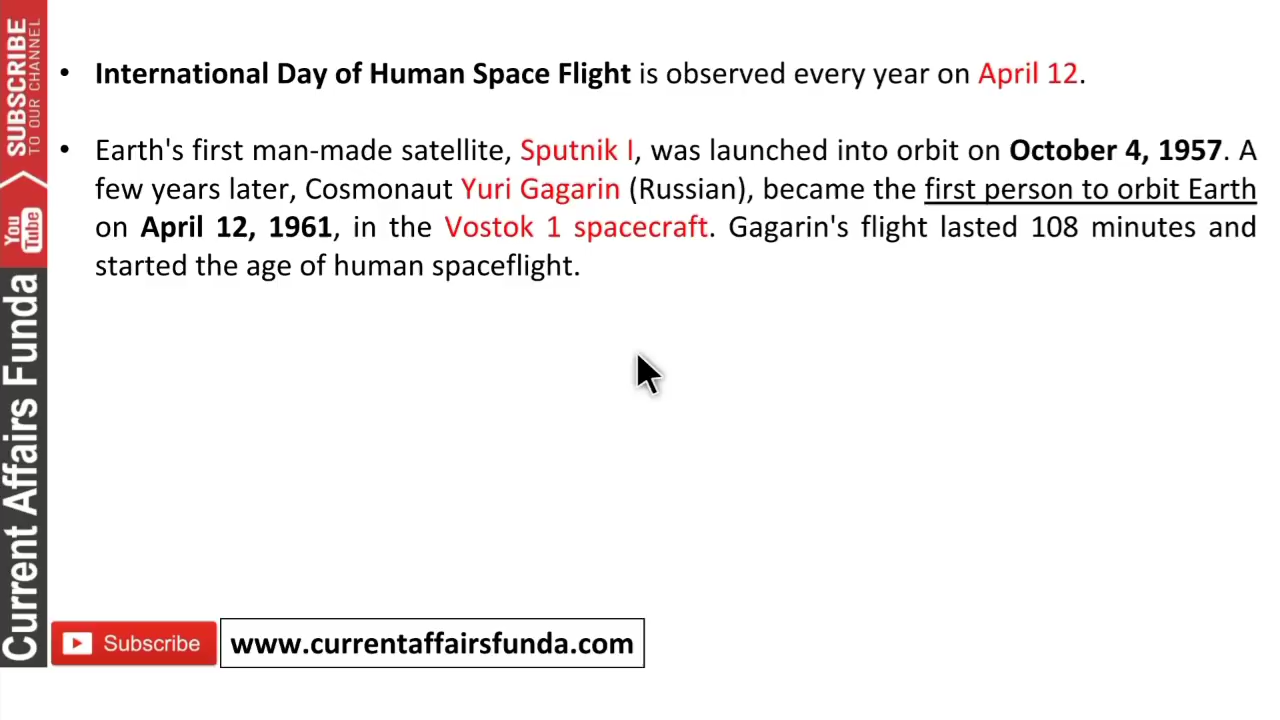 SUBSCRIBE
TO OUR CHANNEL
You
Tube
Current Affairs Funda
• International Day of Human Space Flight is observed every year on April 12.
• Earth's first man-made satellite, Sputnik I, was launched into orbit on October 4, 1957. A
few years later, Cosmonaut Yuri Gagarin (Russian), became the first person to orbit Earth
on April 12, 1961, in the Vostok 1 spacecraft. Gagarin's flight lasted 108 minutes and
started the age of human spaceflight.
Subscribe
www.currentaffairsfunda.com